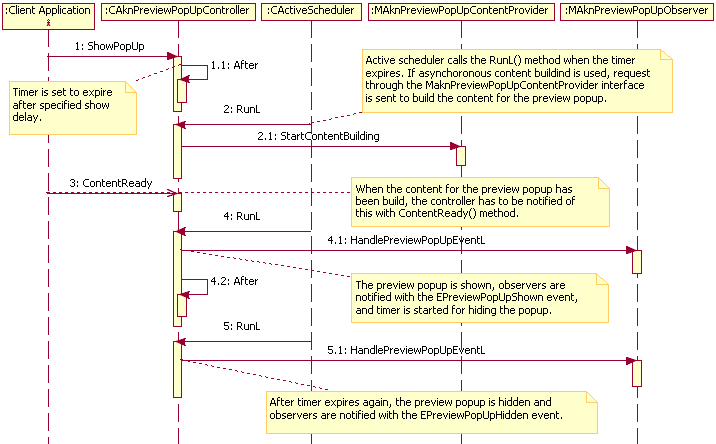 :Client Application
:CAknPreviewPopUpController
:CActiveScheduler
:MAknPreviewPopUpContentProvider
:MAknPreviewPopUpObserver
1: ShowPopUp
1.1: After
Active scheduler calls the RunL() method when the timer
expires. If asynchoronous content buildind is used, request
through the MaknPreviewPopUpContentProvider interface
is sent to build the content for the preview popup.
Timer is set to expire
after specified show
delay.
2: RunL
2.1: StartContentBuilding
3: ContentReady
When the content for the preview popup has
been build, the controller has to be notified of
this with ContentReady() method.
4: RunL
4.1: HandlePreviewPopUpEventL
4.2: After
The preview popup is shown, observers are
notified with the EPreviewPopUpShown event,
and timer is started for hiding the popup.
5: RunL
5.1: HandlePreviewPopUpEventL
After timer expires again, the preview popup is hidden and
observers are notified with the EPreviewPopUpHidden event.